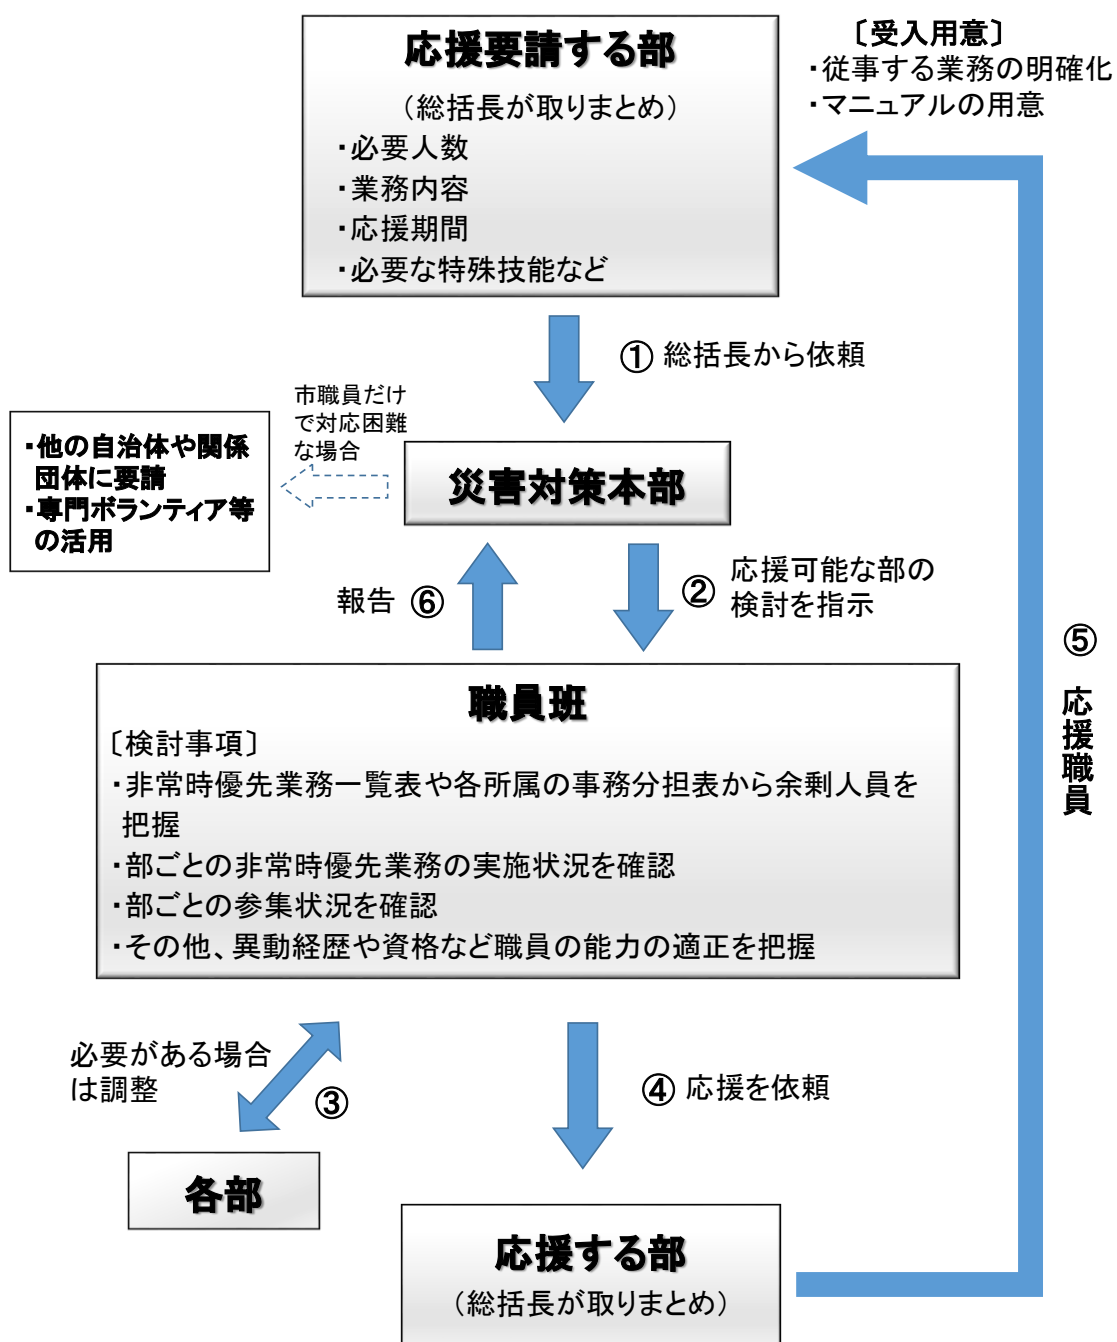 応援要請する部
（総括長が取りまとめ）
・必要人数
・業務内容
・応援期間
・必要な特殊技能など
〔受入用意〕
・従事する業務の明確化
・マニュアルの用意
① 総括長から依頼
市職員だけ
で対応困難
な場合
・他の自治体や関係
団体に要請
・専門ボランティア等
の活用
災害対策本部
報告 ⑥
② 応援可能な部の
検討を指示
職員班
〔検討事項〕
・非常時優先業務一覧表や各所属の事務分担表から余剰人員を
把握
・部ごとの非常時優先業務の実施状況を確認
・部ごとの参集状況を確認
・その他、異動経歴や資格など職員の能力の適正を把握
⑤ 応援職員
必要がある場合
は調整
③
④ 応援を依頼
各部
応援する部
（総括長が取りまとめ）